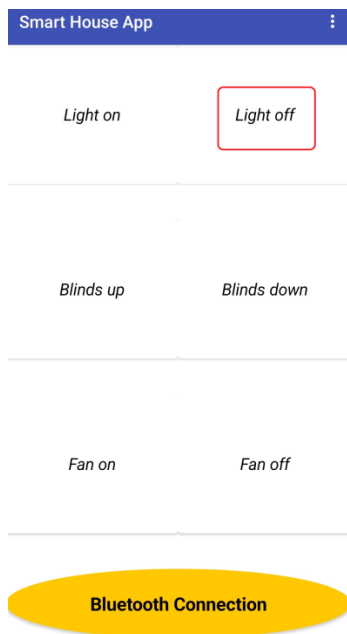 Smart House App
Light on
Light off
Blinds up
Blinds down
Fan on
Fan off
Bluetooth Connection